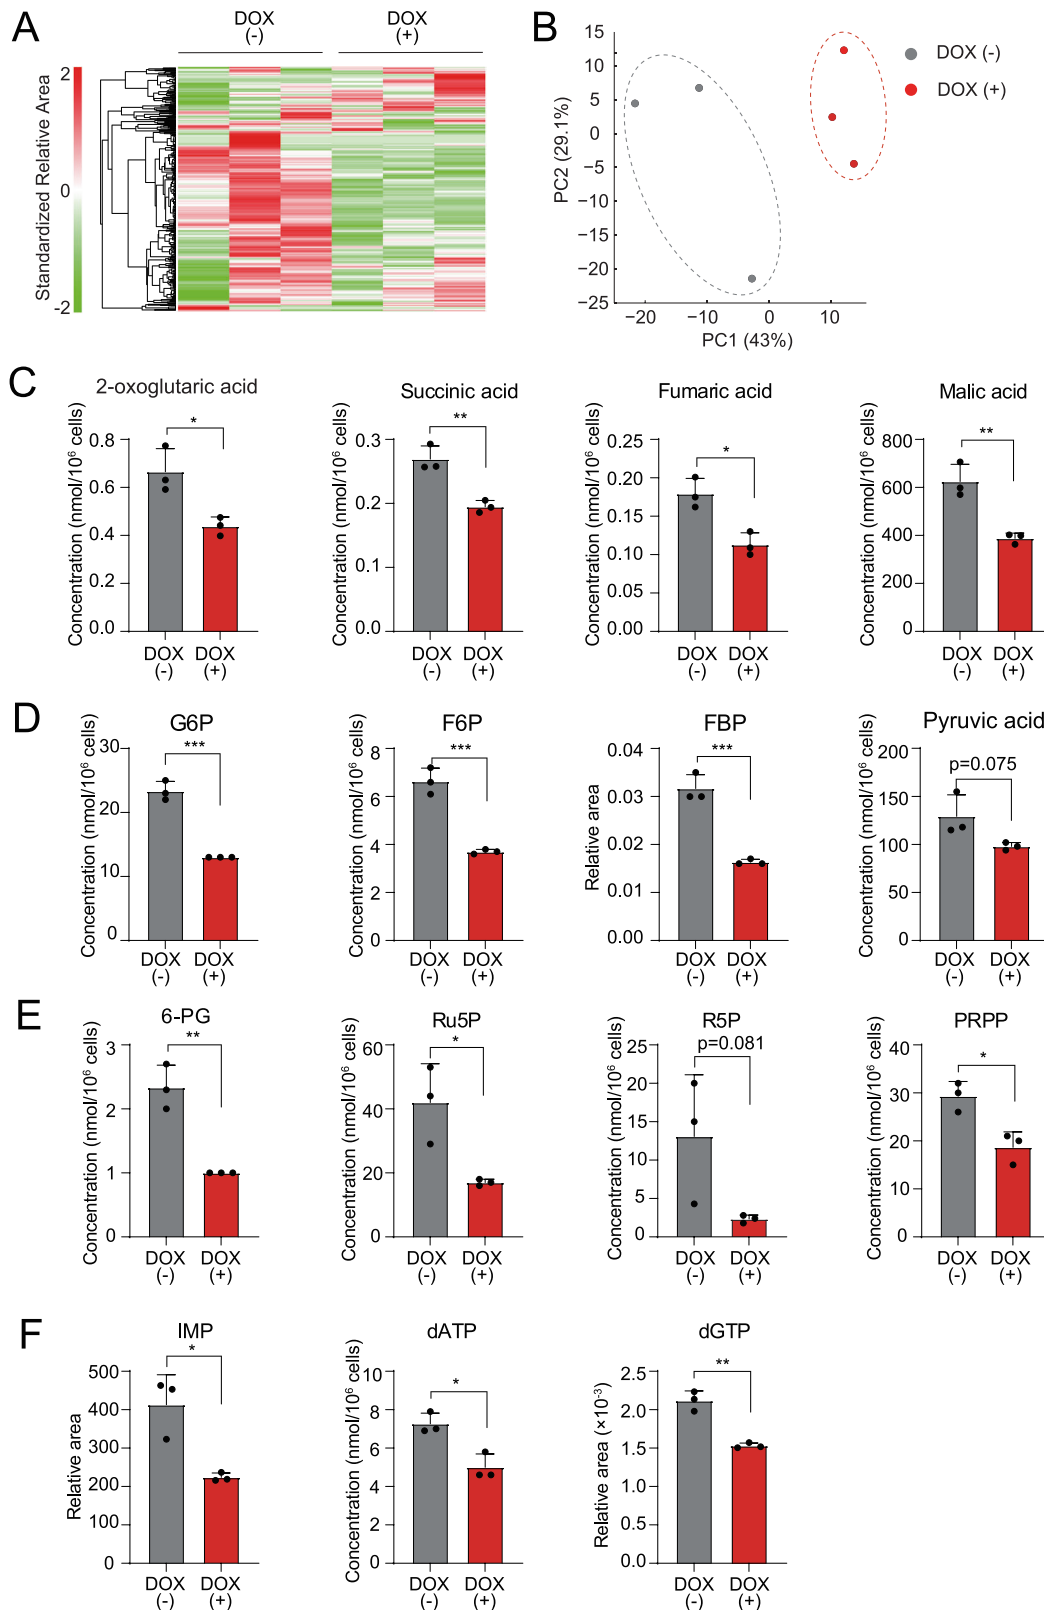 A
DOX
(-)
DOX
(+)
Standardized Relative Area
2
0
-2
B
PC2 (29.1%)
15
10
5
0
−5
−10
−15
−20
−25
−20
−10
0
10
PC1 (43%)
DOX (-)
DOX (+)
C
2-oxoglutaric acid
Concentration (nmol/10⁶ cells)
0.8
0.6
0.4
0.2
0.0
*
DOX
(-)
DOX
(+)
Succinic acid
Concentration (nmol/10⁶ cells)
0.3
0.2
0.1
0.0
**
DOX
(-)
DOX
(+)
Fumaric acid
Concentration (nmol/10⁶ cells)
0.25
0.20
0.15
0.10
0.05
0.00
*
DOX
(-)
DOX
(+)
Malic acid
Concentration (nmol/10⁶ cells)
800
600
400
200
0
**
DOX
(-)
DOX
(+)
D
G6P
Concentration (nmol/10⁶ cells)
30
20
10
0
***
DOX
(-)
DOX
(+)
F6P
Concentration (nmol/10⁶ cells)
8
6
4
2
0
***
DOX
(-)
DOX
(+)
FBP
Relative area
0.04
0.03
0.02
0.01
0.00
***
DOX
(-)
DOX
(+)
Pyruvic acid
Concentration (nmol/10⁶ cells)
200
150
100
50
0
p=0.075
DOX
(-)
DOX
(+)
E
6-PG
Concentration (nmol/10⁶ cells)
3
2
1
0
**
DOX
(-)
DOX
(+)
Ru5P
Concentration (nmol/10⁶ cells)
60
40
20
0
*
DOX
(-)
DOX
(+)
R5P
Concentration (nmol/10⁶ cells)
25
20
15
10
5
0
p=0.081
DOX
(-)
DOX
(+)
PRPP
Concentration (nmol/10⁶ cells)
40
30
20
10
0
*
DOX
(-)
DOX
(+)
F
IMP
Relative area
500
400
300
200
100
0
*
DOX
(-)
DOX
(+)
dATP
Concentration (nmol/10⁶ cells)
10
8
6
4
2
0
*
DOX
(-)
DOX
(+)
dGTP
Relative area (×10⁻³)
2.5
2.0
1.5
1.0
0.5
0.0
**
DOX
(-)
DOX
(+)